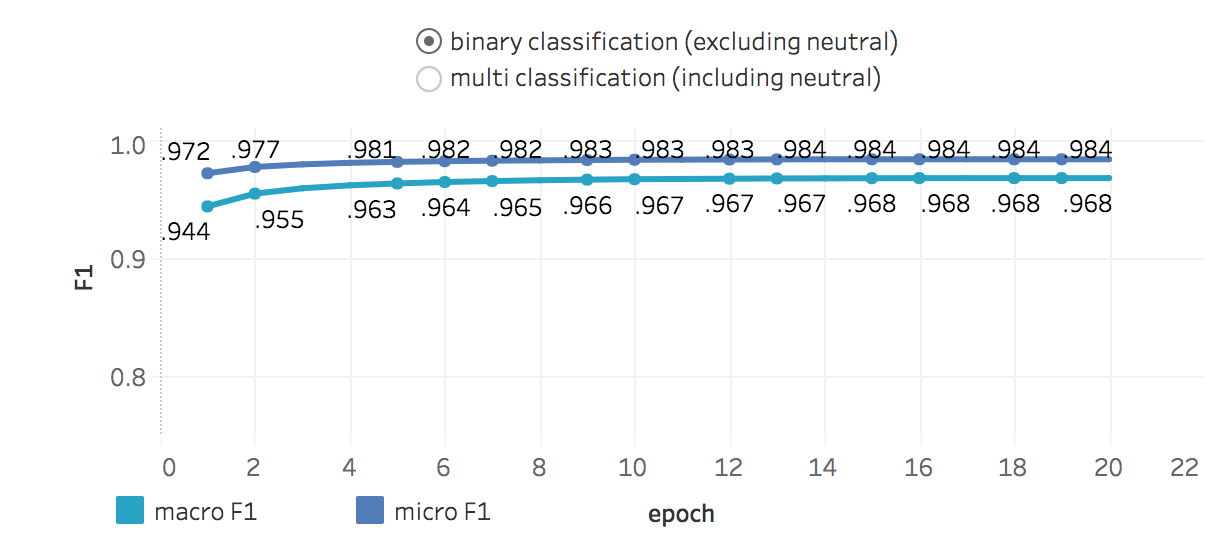 binary classification (excluding neutral)
multi classification (including neutral)
1.0
0.9
0.8
F1
.972 .977 .981 .982 .982 .983 .983 .983 .984 .984 .984 .984 .984
.944 .955 .963 .964 .965 .966 .967 .967 .967 .968 .968 .968 .968
0 2 4 6 8 10 12 14 16 18 20 22
macro F1 micro F1 epoch